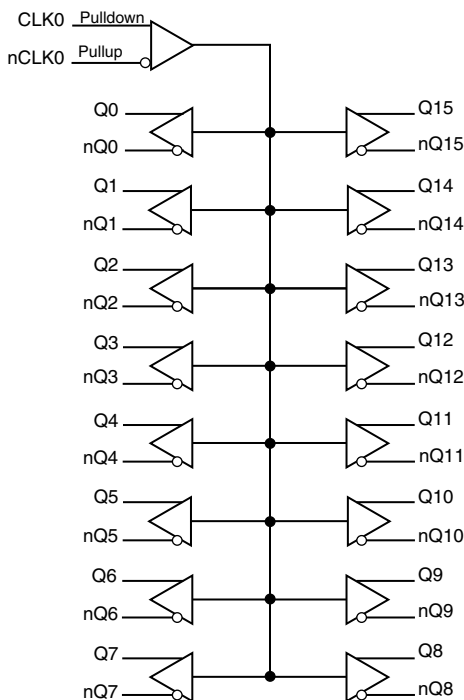 CLK0 Pulldown
nCLK0 Pullup
Q0 Q15
nQ0 nQ15
Q1 Q14
nQ1 nQ14
Q2 Q13
nQ2 nQ13
Q3 Q12
nQ3 nQ12
Q4 Q11
nQ4 nQ11
Q5 Q10
nQ5 nQ10
Q6 Q9
nQ6 nQ9
Q7 Q8
nQ7 nQ8